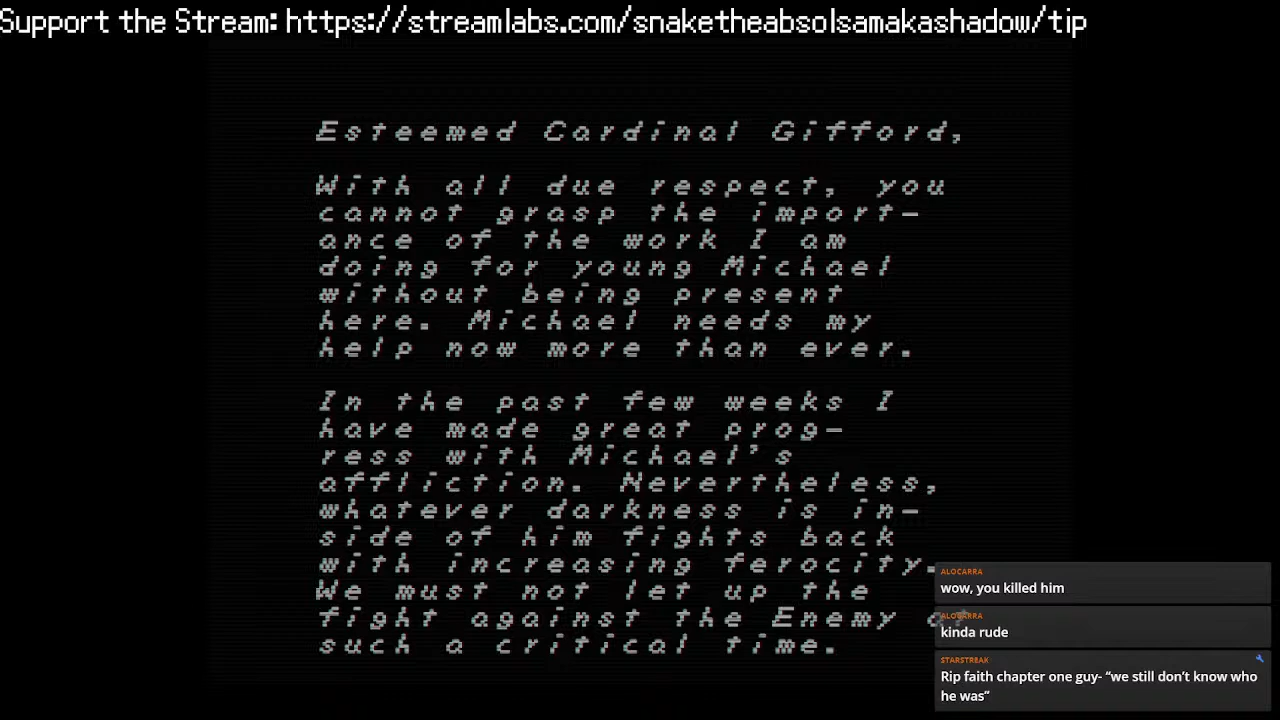 Support the Stream: https://streamlabs.com/snaketheabsolsamakashadow/tip
Esteemed Cardinal Gifford,
With all due respect, you
cannot grasp the import-
ance of the work I am
doing for young Michael
without being present
here. Michael needs my
help now more than ever.
In the past few weeks I
have made great prog-
ress with Michael's
affliction. Nevertheless,
whatever darkness is in-
side of him fights back
with increasing ferocity.
We must not let up the
fight against the Enemy at
such a critical time.
ALOCARRA
wow, you killed him
ALOCARRA
kinda rude
STARSTREAK
Rip faith chapter one guy- “we still don’t know who
he was”